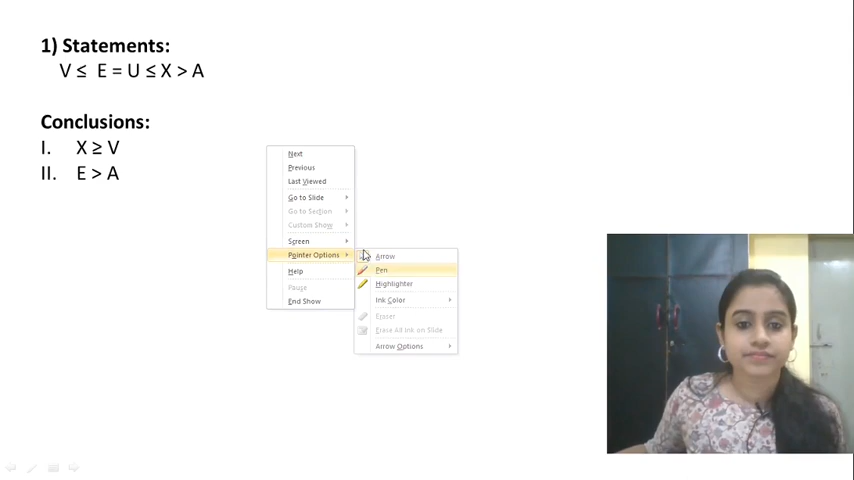 1) Statements:
V ≤ E = U ≤ X > A
Conclusions:
I. X ≥ V
II. E > A
Next
Previous
Last Viewed
Go to Slide
Go to Section
Custom Show
Screen
Pointer Options
Help
Pause
End Show
Arrow
Pen
Highlighter
Ink Color
Eraser
Erase All Ink on Slide
Arrow Options